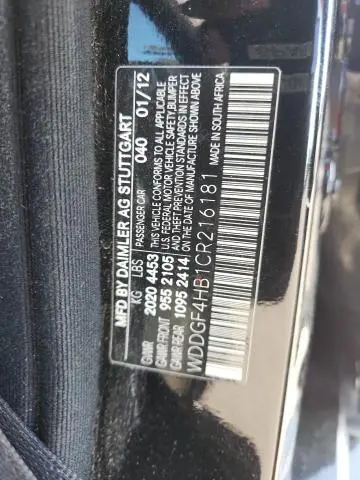 MFD BY DAIMLER AG STUTTGART
KG LBS PASSENGER CAR 040 01/12
GVWR 2020 4453 THIS VEHICLE CONFORMS TO ALL APPLICABLE
GAWR FRONT 955 2105 U.S. FEDERAL MOTOR VEHICLE SAFETY, BUMPER
GAWR REAR 1095 2414 AND THEFT PREVENTION STANDARDS IN EFFECT
ON THE DATE OF MANUFACTURE SHOWN ABOVE
WDDGF4HB1CR216181 MADE IN SOUTH AFRICA